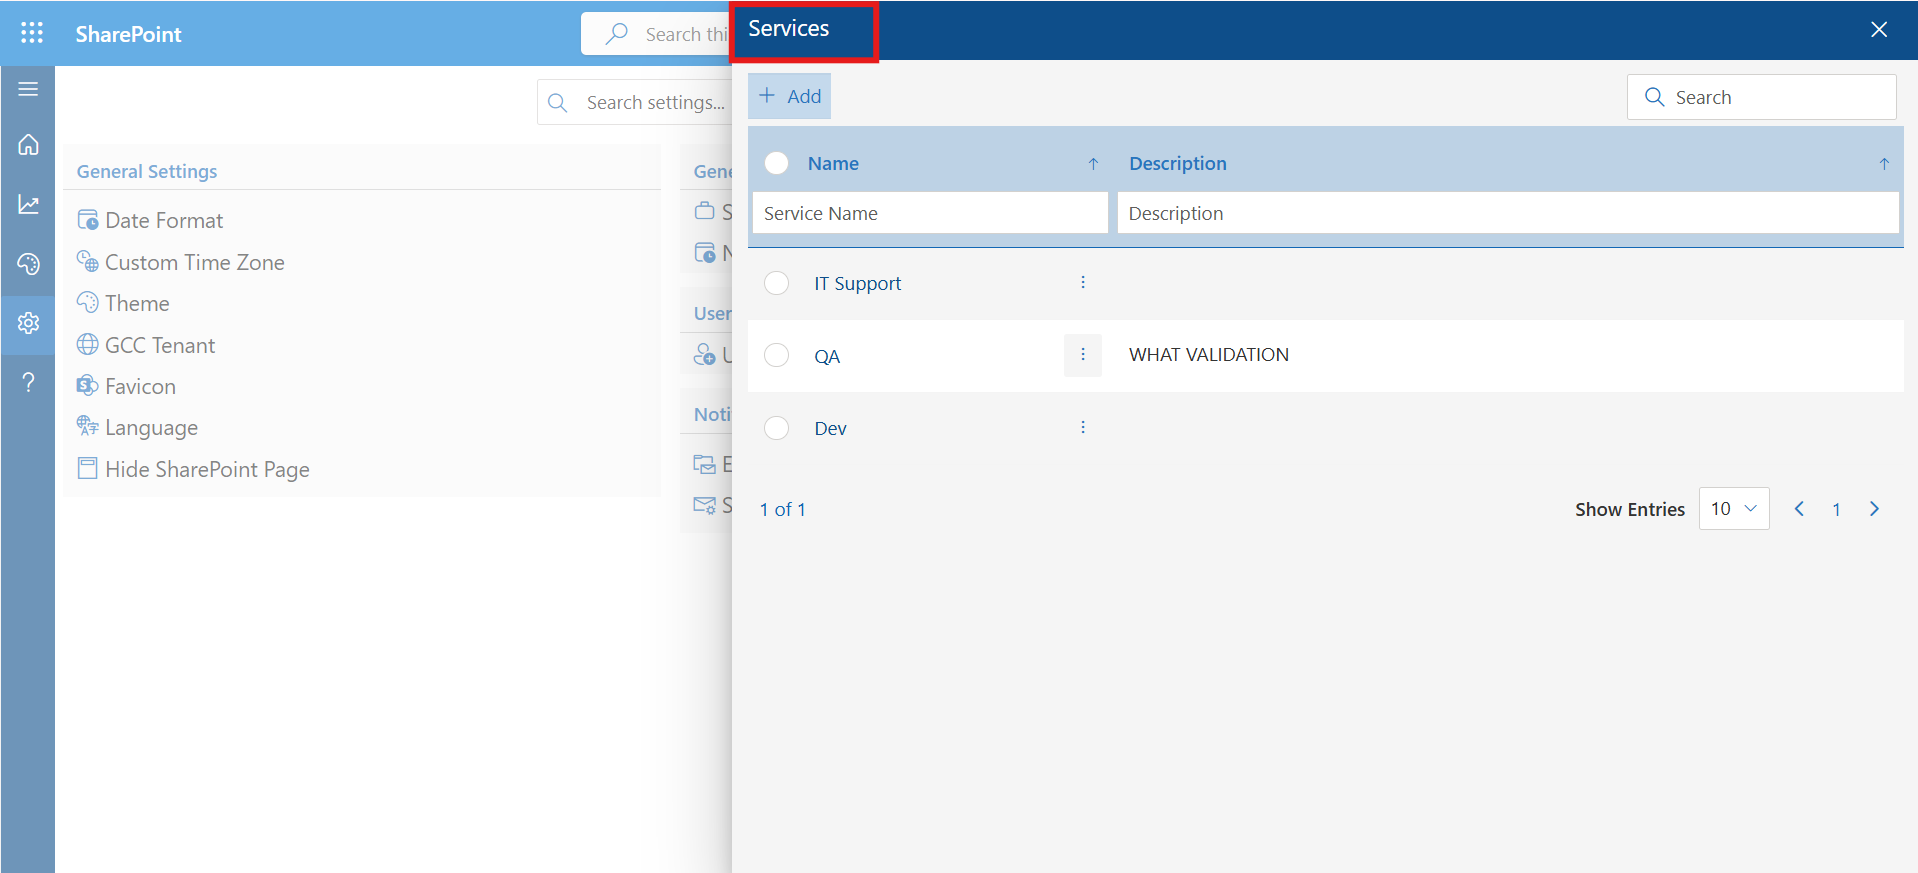 SharePoint
Search thi
Search settings...
General Settings
Date Format
Custom Time Zone
Theme
GCC Tenant
Favicon
Language
Hide SharePoint Page
Gene
S
N
User
U
Noti
E
S
Services
+ Add
Search
Name
Description
Service Name
Description
IT Support
QA
WHAT VALIDATION
Dev
1 of 1
Show Entries
10
1